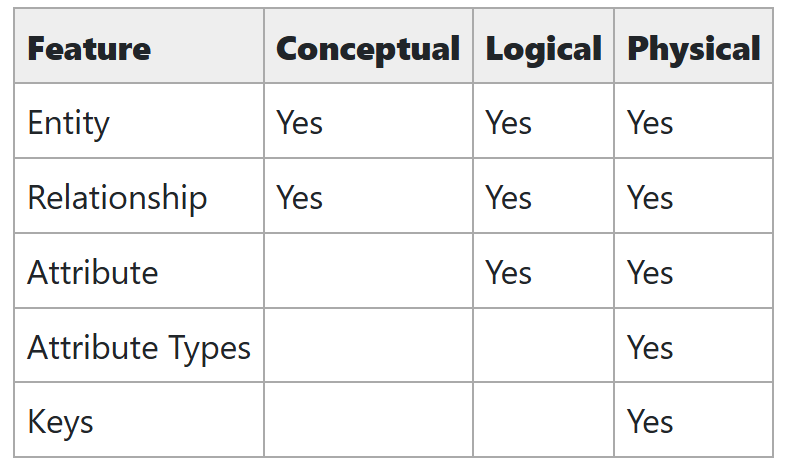 Feature Conceptual Logical Physical
Entity Yes Yes Yes
Relationship Yes Yes Yes
Attribute Yes Yes
Attribute Types Yes
Keys Yes